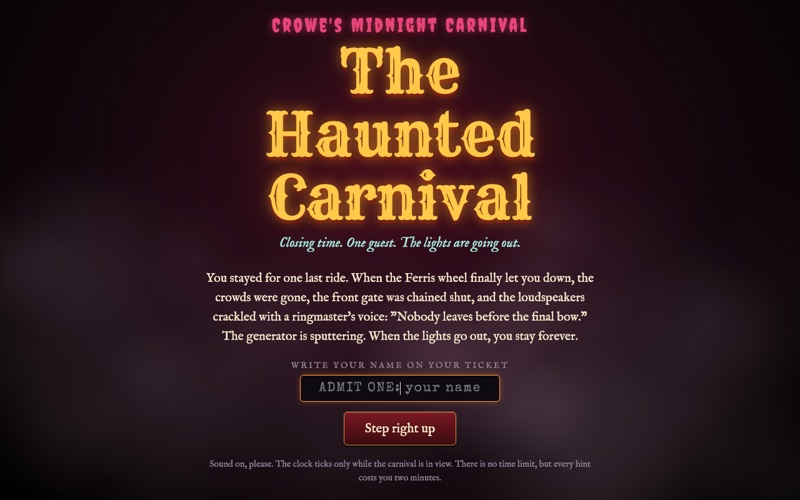 CROWE'S MIDNIGHT CARNIVAL
The
Haunted
Carnival
Closing time. One guest. The lights are going out.
You stayed for one last ride. When the Ferris wheel finally let you down, the
crowds were gone, the front gate was chained shut, and the loudspeakers
crackled with a ringmaster's voice: "Nobody leaves before the final bow."
The generator is sputtering. When the lights go out, you stay forever.
WRITE YOUR NAME ON YOUR TICKET
ADMIT ONE: your name
Step right up
Sound on, please. The clock ticks only while the carnival is in view. There is no time limit, but every hint
costs you two minutes.